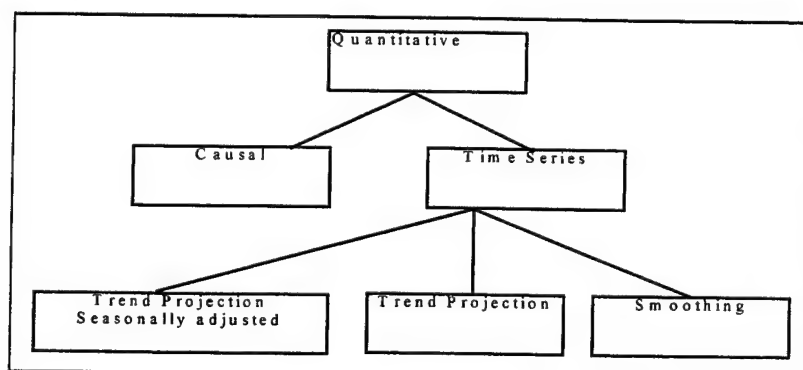 Quantitative
Causal
Time Series
Trend Projection
Seasonally adjusted
Trend Projection
Smoothing